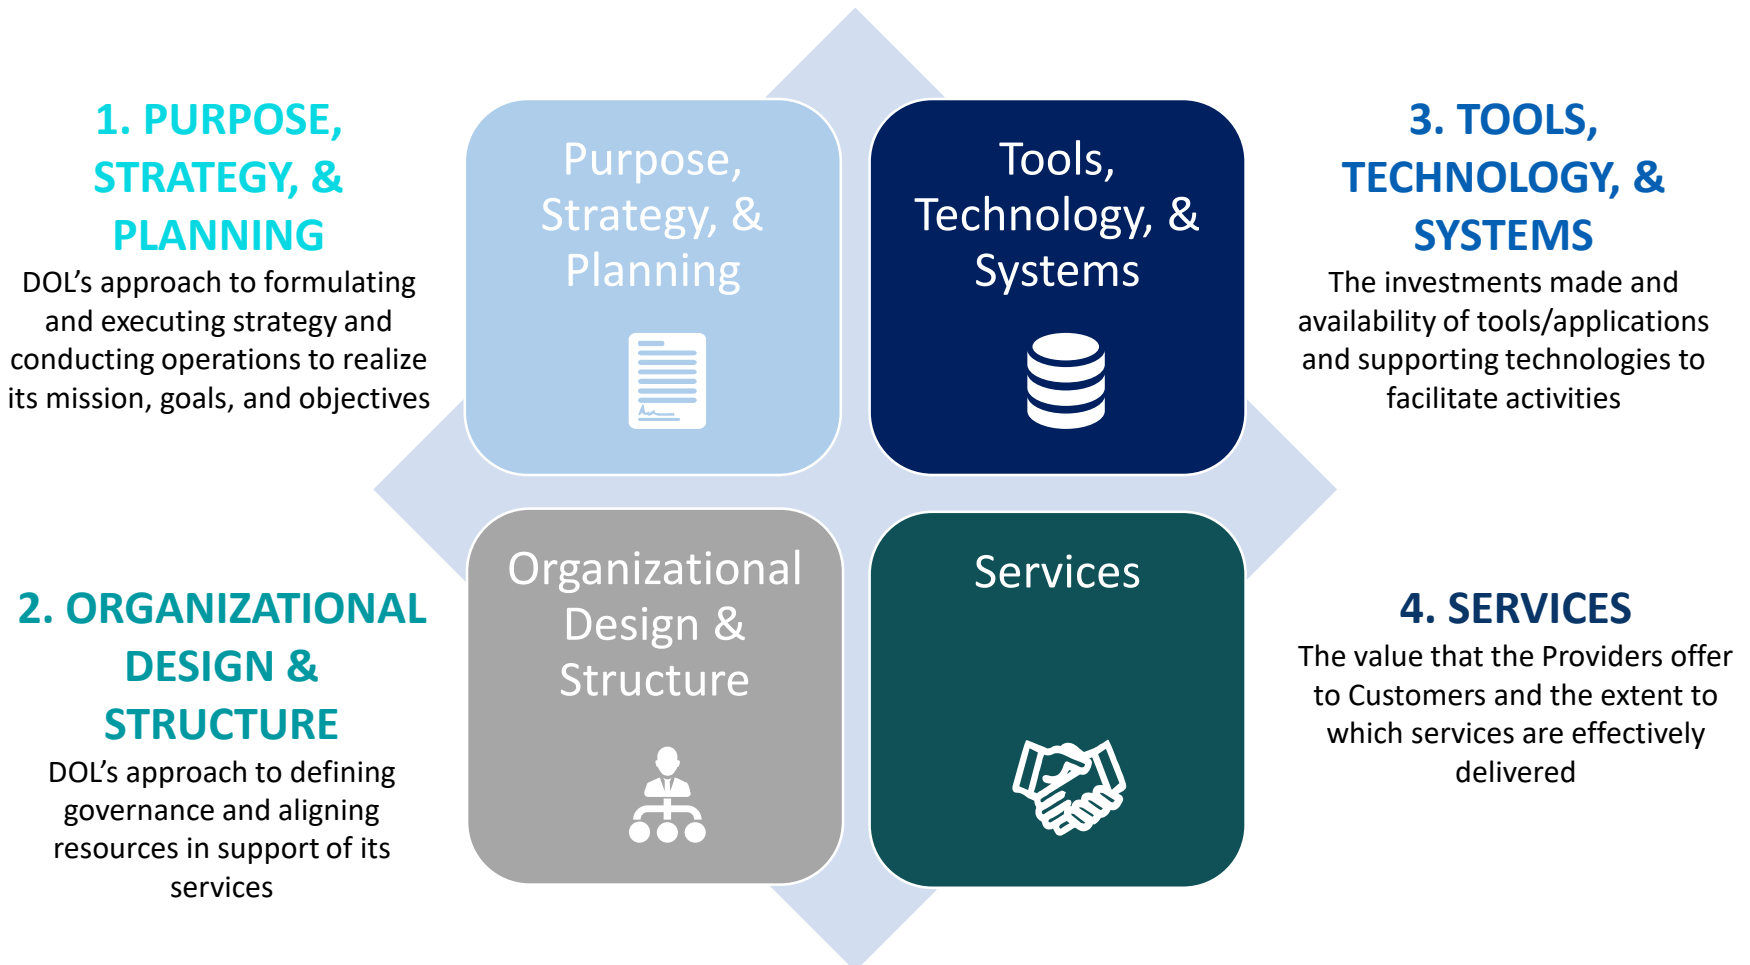 1. PURPOSE,
STRATEGY, &
PLANNING
DOL’s approach to formulating
and executing strategy and
conducting operations to realize
its mission, goals, and objectives
2. ORGANIZATIONAL
DESIGN &
STRUCTURE
DOL’s approach to defining
governance and aligning
resources in support of its
services
Purpose,
Strategy, &
Planning
Tools,
Technology, &
Systems
Organizational
Design &
Structure
Services
3. TOOLS,
TECHNOLOGY, &
SYSTEMS
The investments made and
availability of tools/applications
and supporting technologies to
facilitate activities
4. SERVICES
The value that the Providers offer
to Customers and the extent to
which services are effectively
delivered